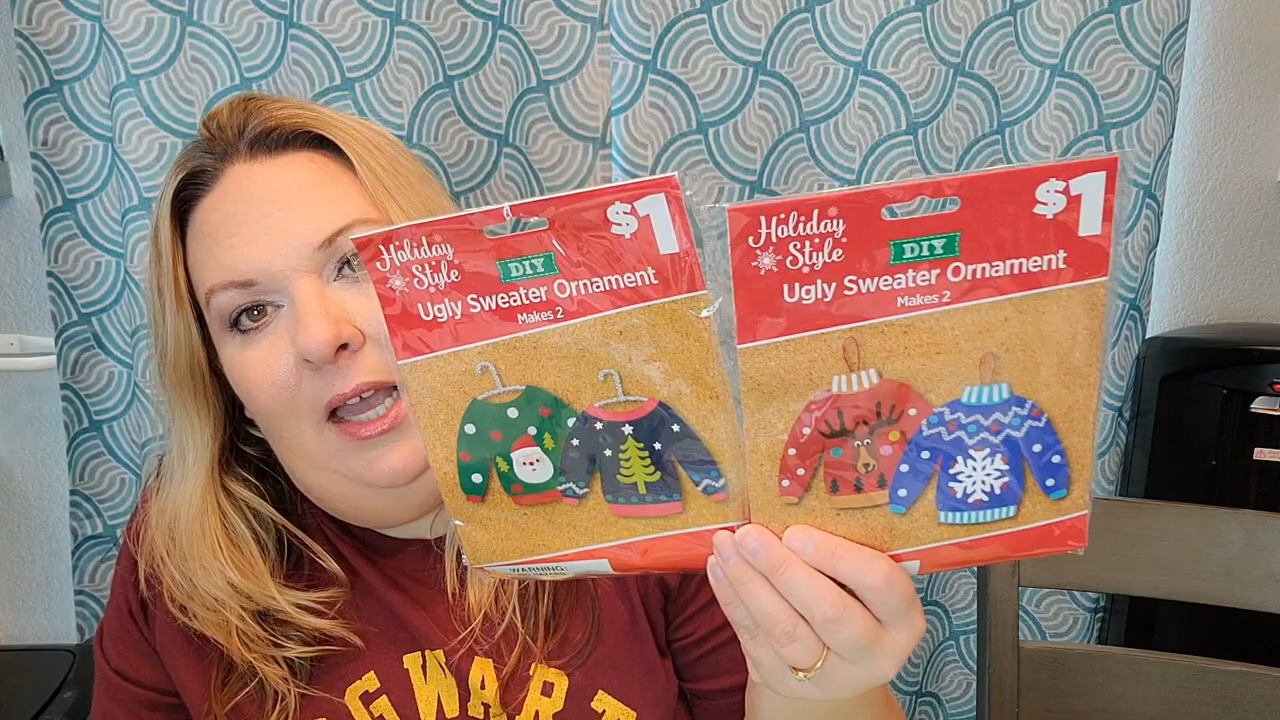 Holiday
Style
DIY
$1
Ugly Sweater Ornament
Makes 2
WARNING:
Holiday
Style
DIY
$1
Ugly Sweater Ornament
Makes 2
OGWART